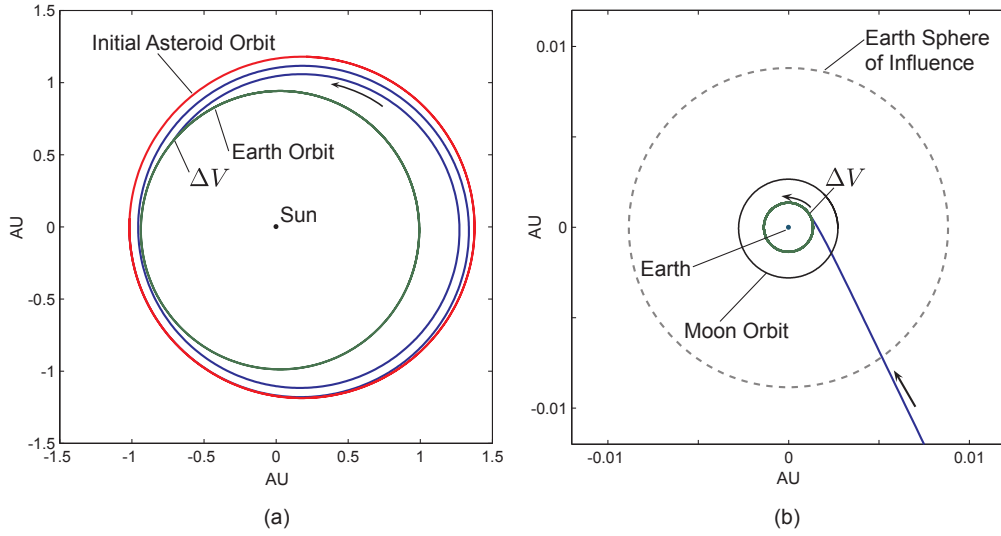 1.5
1
0.5
0
-0.5
-1
-1.5
AU
-1.5
-1
-0.5
0
0.5
1
1.5
AU
Initial Asteroid Orbit
Earth Orbit
ΔV
Sun
(a)
0.01
0
-0.01
AU
-0.01
0
0.01
AU
Earth Sphere
of Influence
ΔV
Earth
Moon Orbit
(b)